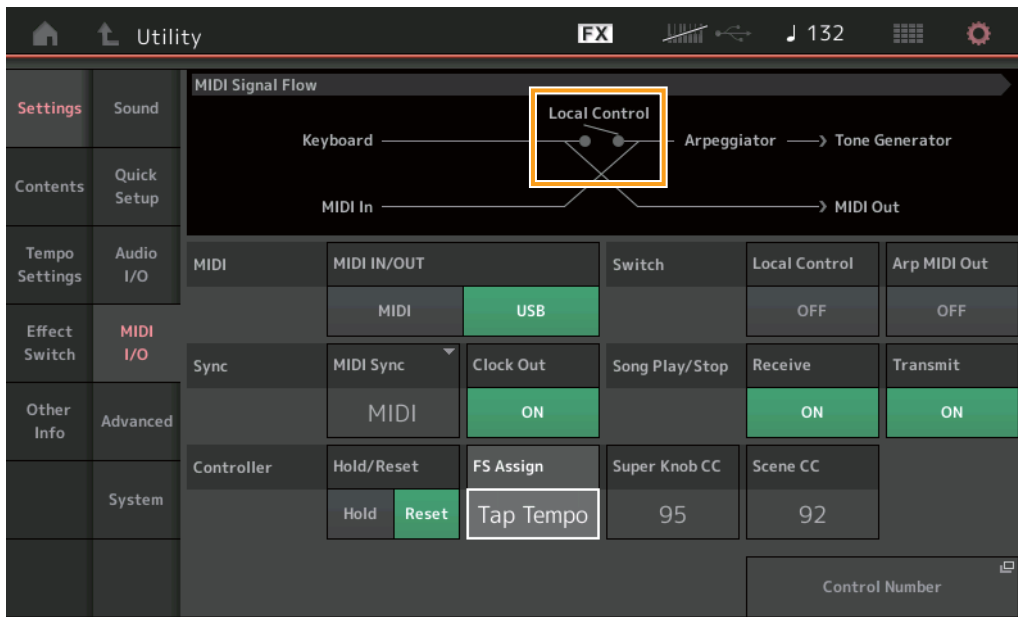 Utility FX ♩ 132
MIDI Signal Flow
Settings Sound
Local Control
Keyboard Arpeggiator Tone Generator
Contents Quick Setup
MIDI In MIDI Out
Tempo Settings Audio I/O
MIDI MIDI IN/OUT Switch Local Control Arp MIDI Out
MIDI USB OFF OFF
Effect Switch MIDI I/O
Sync MIDI Sync Clock Out Song Play/Stop Receive Transmit
MIDI ON ON ON
Other Info Advanced
Controller Hold/Reset FS Assign Super Knob CC Scene CC
System
Hold Reset Tap Tempo 95 92
Control Number